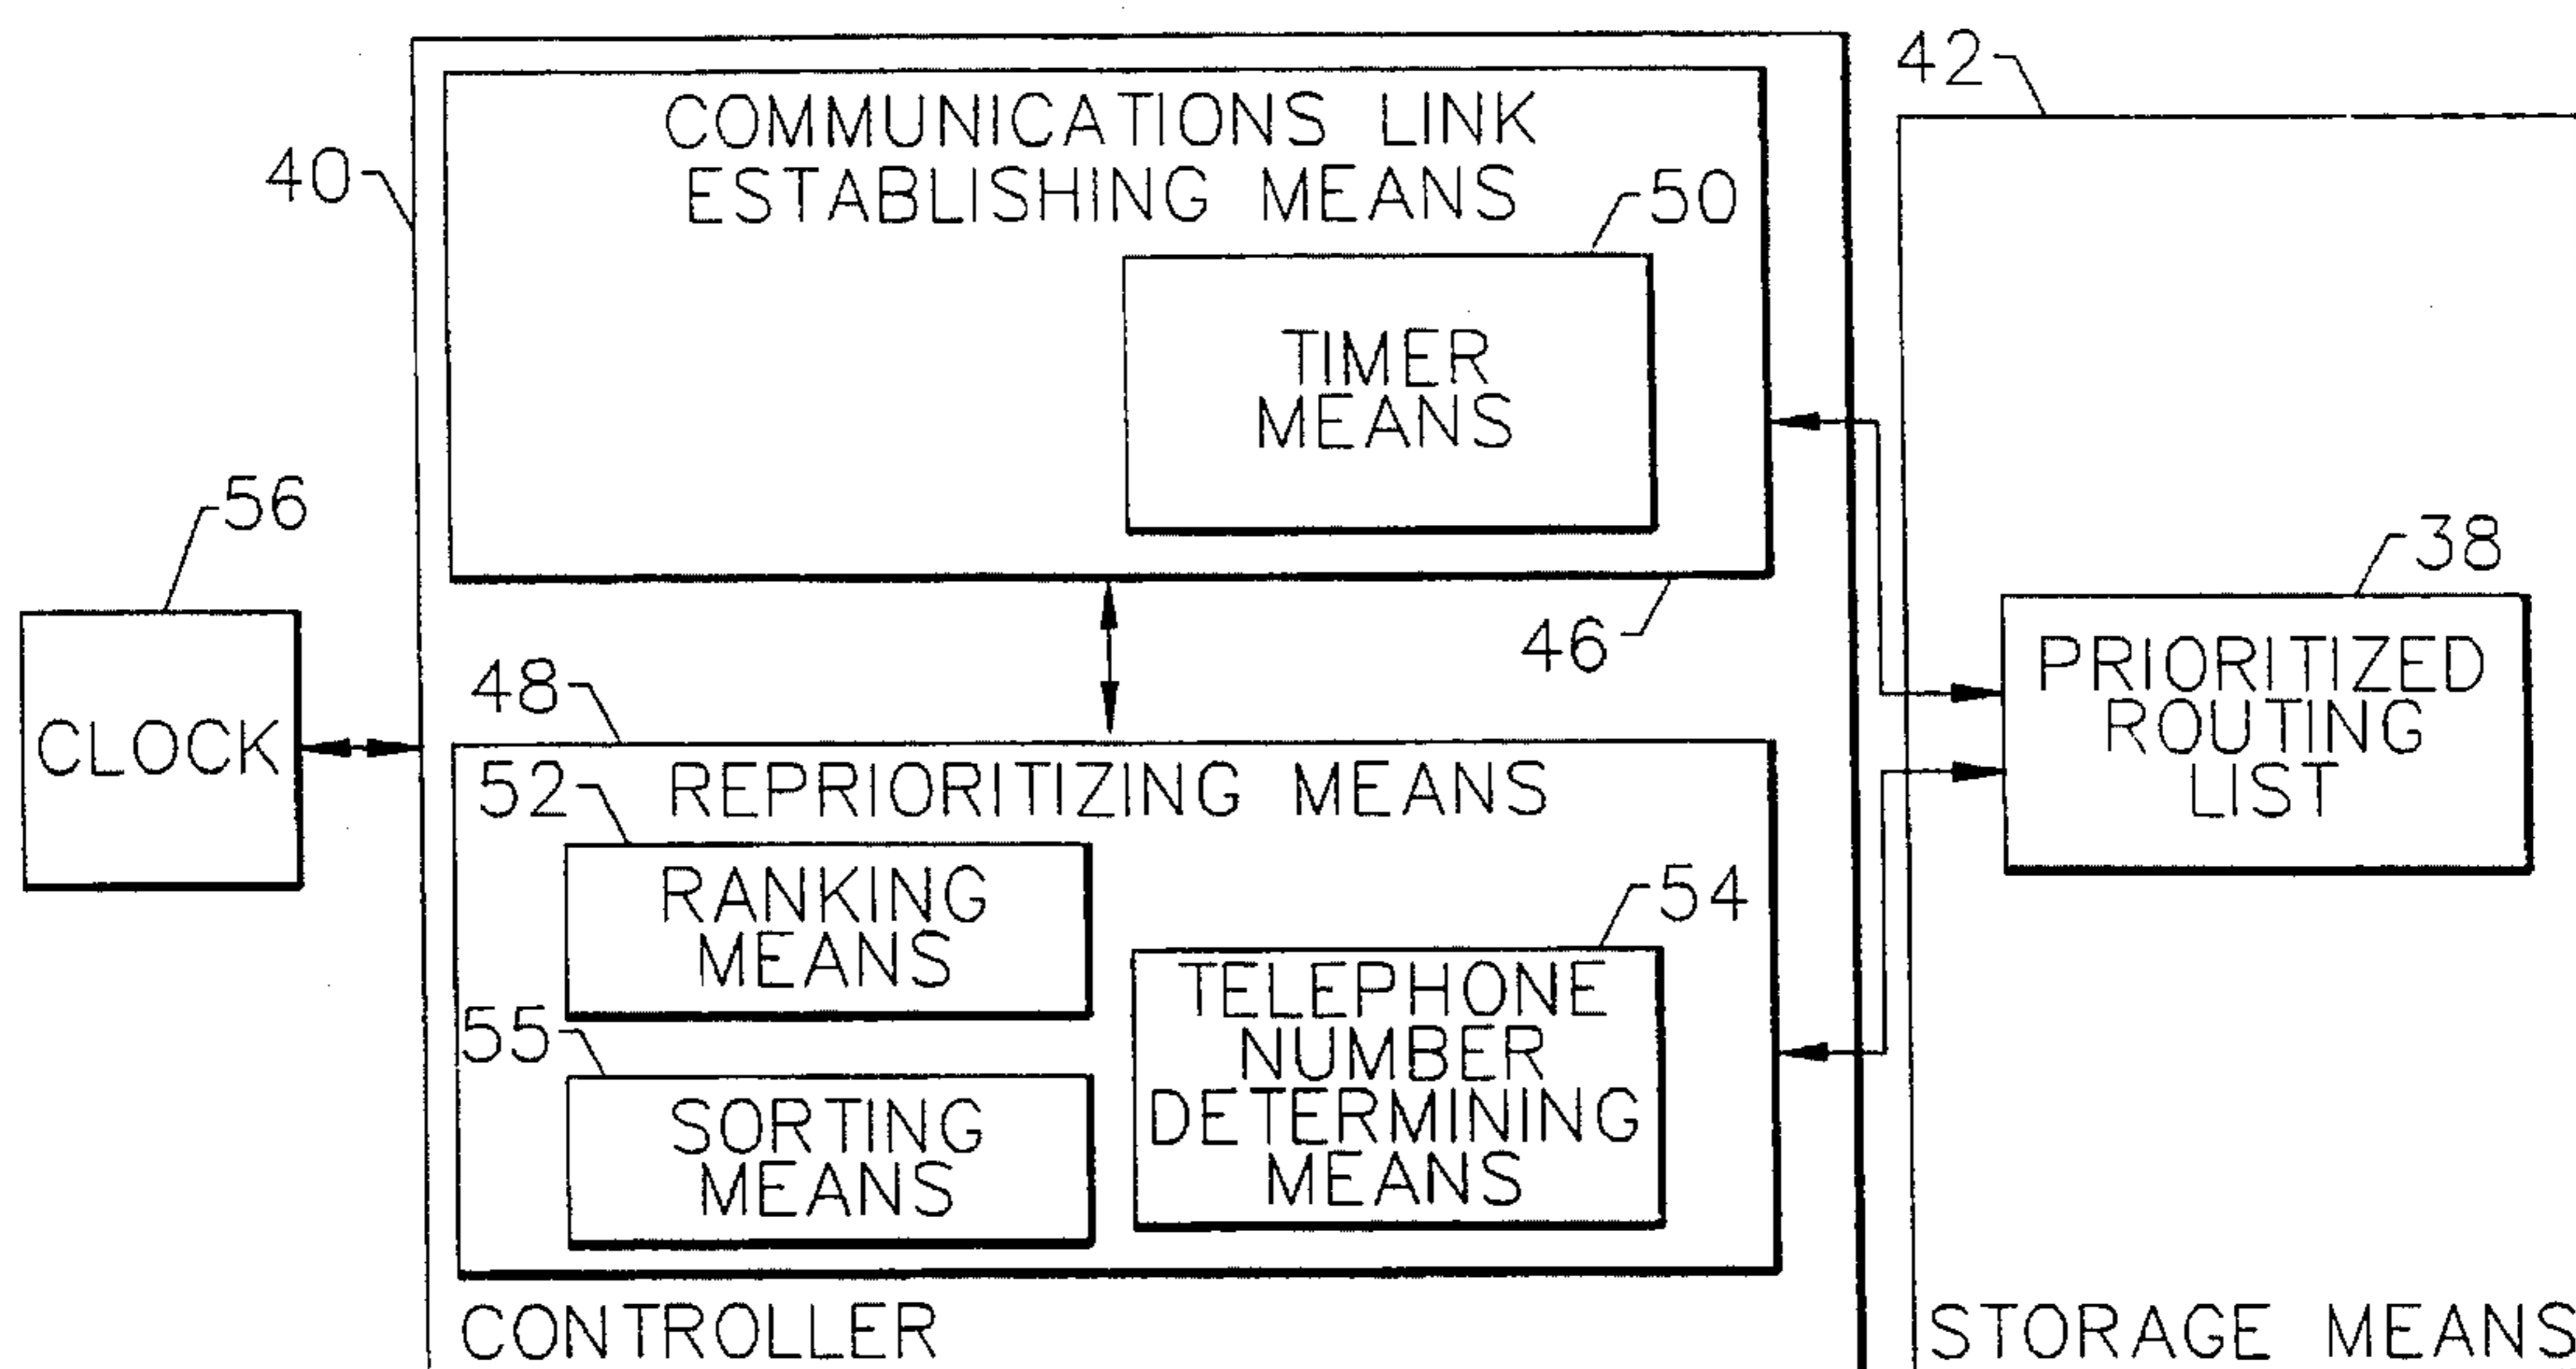 42
COMMUNICATIONS LINK
ESTABLISHING MEANS
40
50
TIMER
MEANS
56
38
46
PRIORITIZED
ROUTING
LIST
48
CLOCK
52
REPRIORITIZING MEANS
RANKING
MEANS
54
TELEPHONE
NUMBER
DETERMINING
MEANS
55
SORTING
MEANS
CONTROLLER
STORAGE MEANS